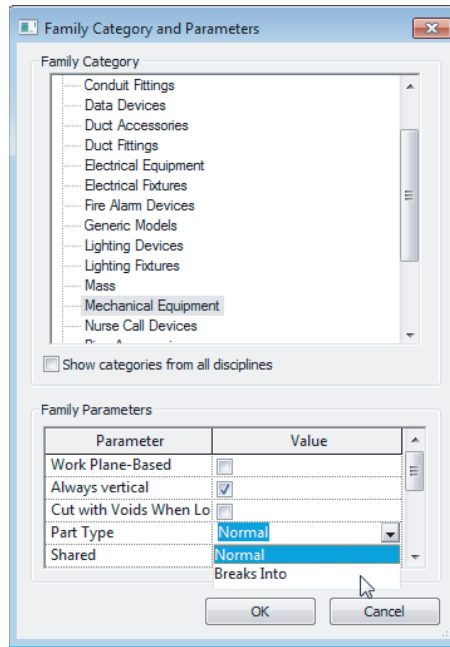 Family Category and Parameters
Family Category
Conduit Fittings
Data Devices
Duct Accessories
Duct Fittings
Electrical Equipment
Electrical Fixtures
Fire Alarm Devices
Generic Models
Lighting Devices
Lighting Fixtures
Mass
Mechanical Equipment
Nurse Call Devices
Show categories from all disciplines
Family Parameters
Parameter Value
Work Plane-Based
Always vertical
Cut with Voids When Lo
Part Type Normal
Shared Normal
Breaks Into
OK Cancel